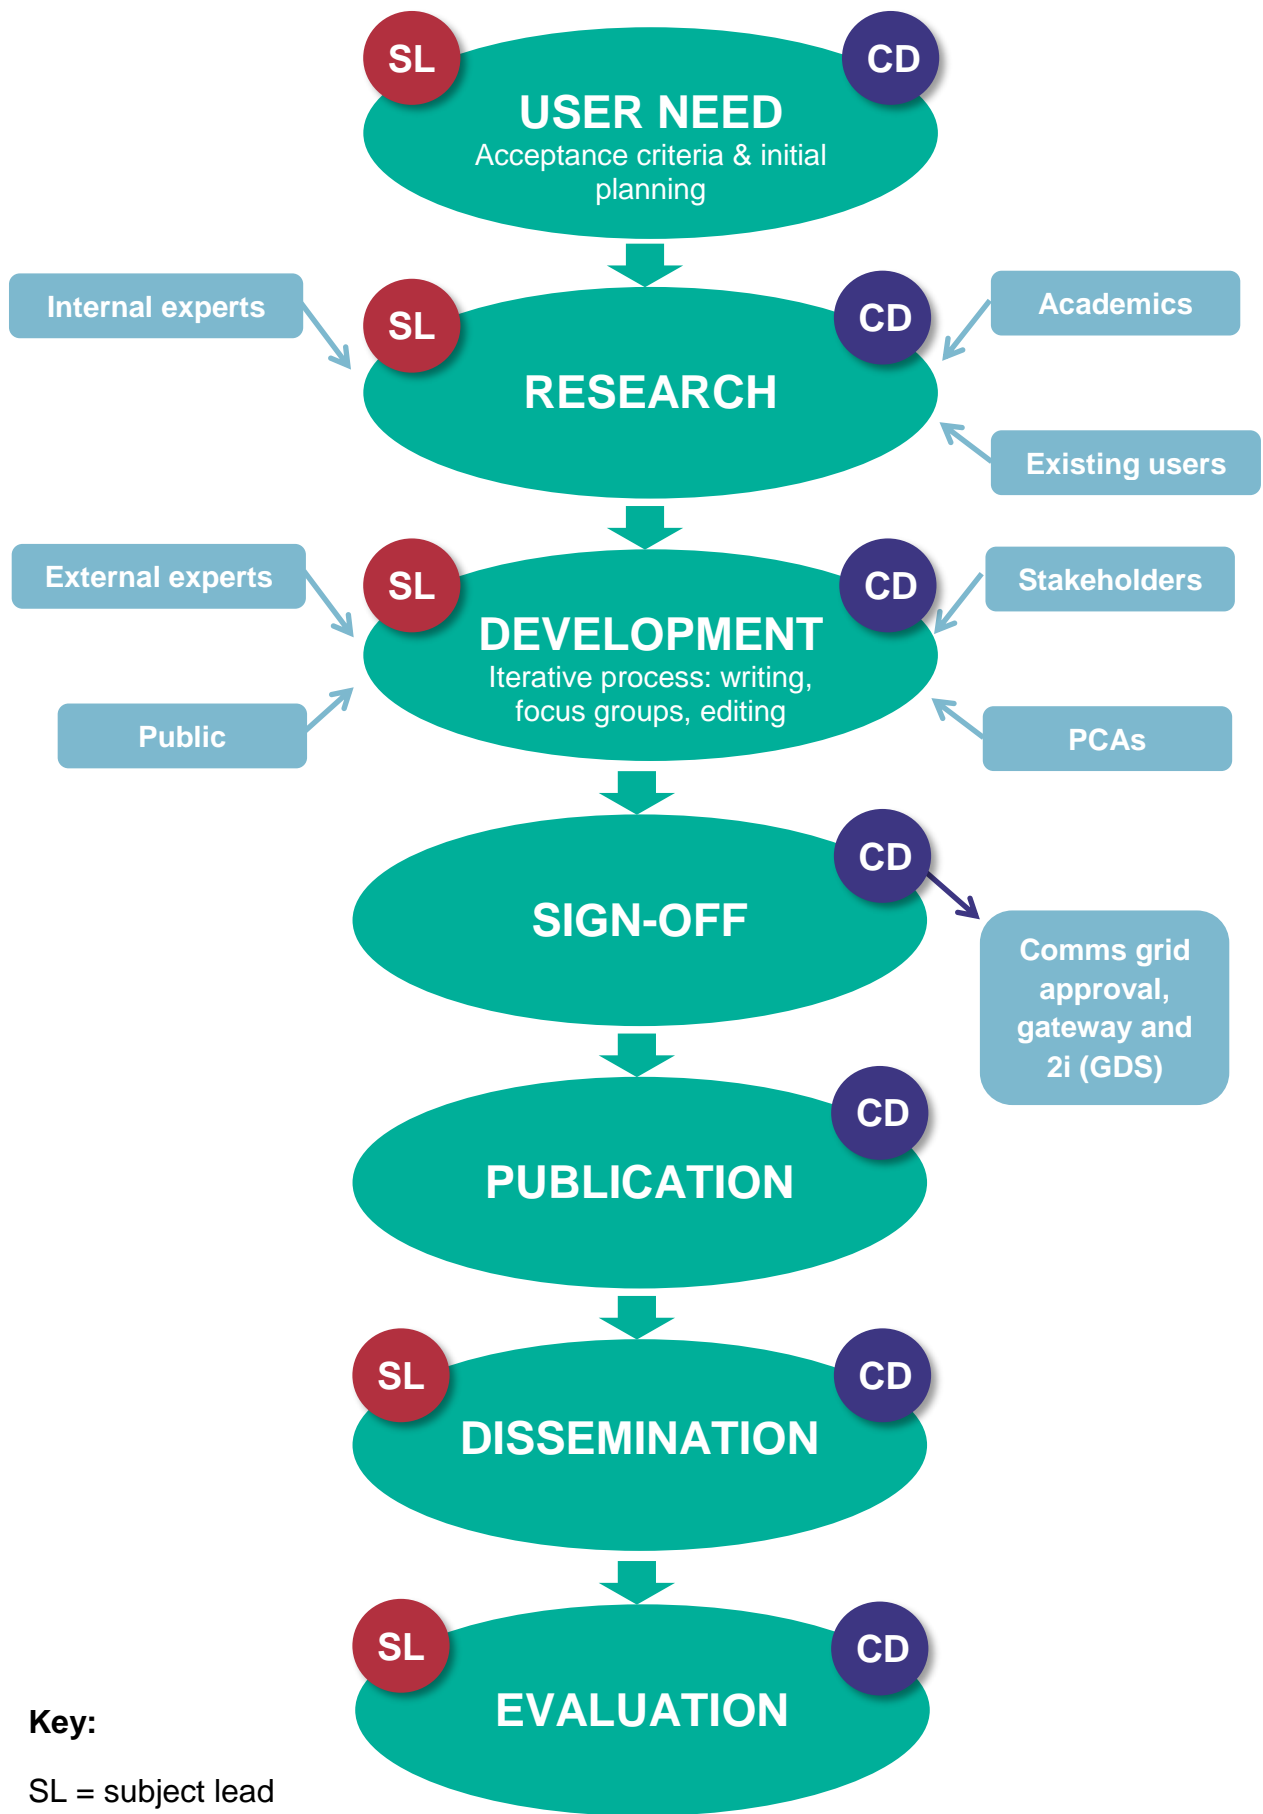 SL
CD
USER NEED
Acceptance criteria & initial
planning
Internal experts
SL
CD
Academics
RESEARCH
Existing users
External experts
SL
CD
Stakeholders
DEVELOPMENT
Iterative process: writing,
focus groups, editing
Public
PCAs
CD
SIGN-OFF
Comms grid
approval,
gateway and
2i (GDS)
CD
PUBLICATION
SL
CD
DISSEMINATION
SL
CD
EVALUATION
Key:
SL = subject lead